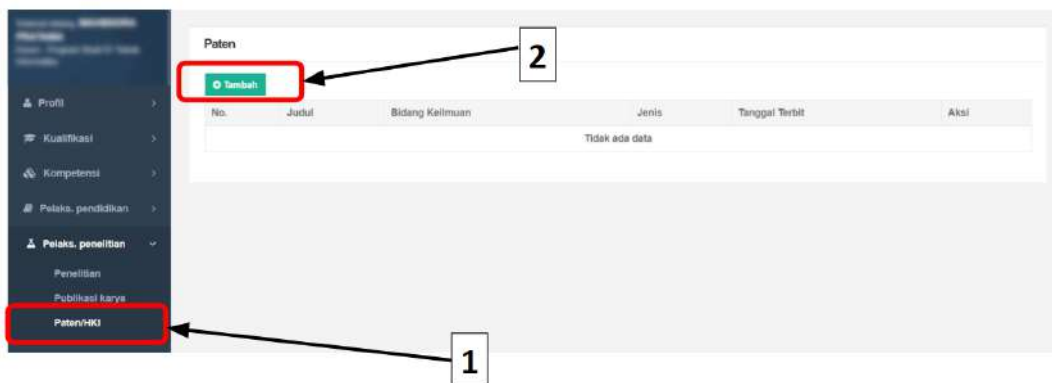 Paten
2
Tambah
No. Judul Bidang Keilmuan Jenis Tanggal Terbit Aksi
Tidak ada data
Profil
Kualifikasi
Kompetensi
Pelaks. pendidikan
Pelaks. penelitian
Penelitian
Publikasi karya
Paten/HKI
1